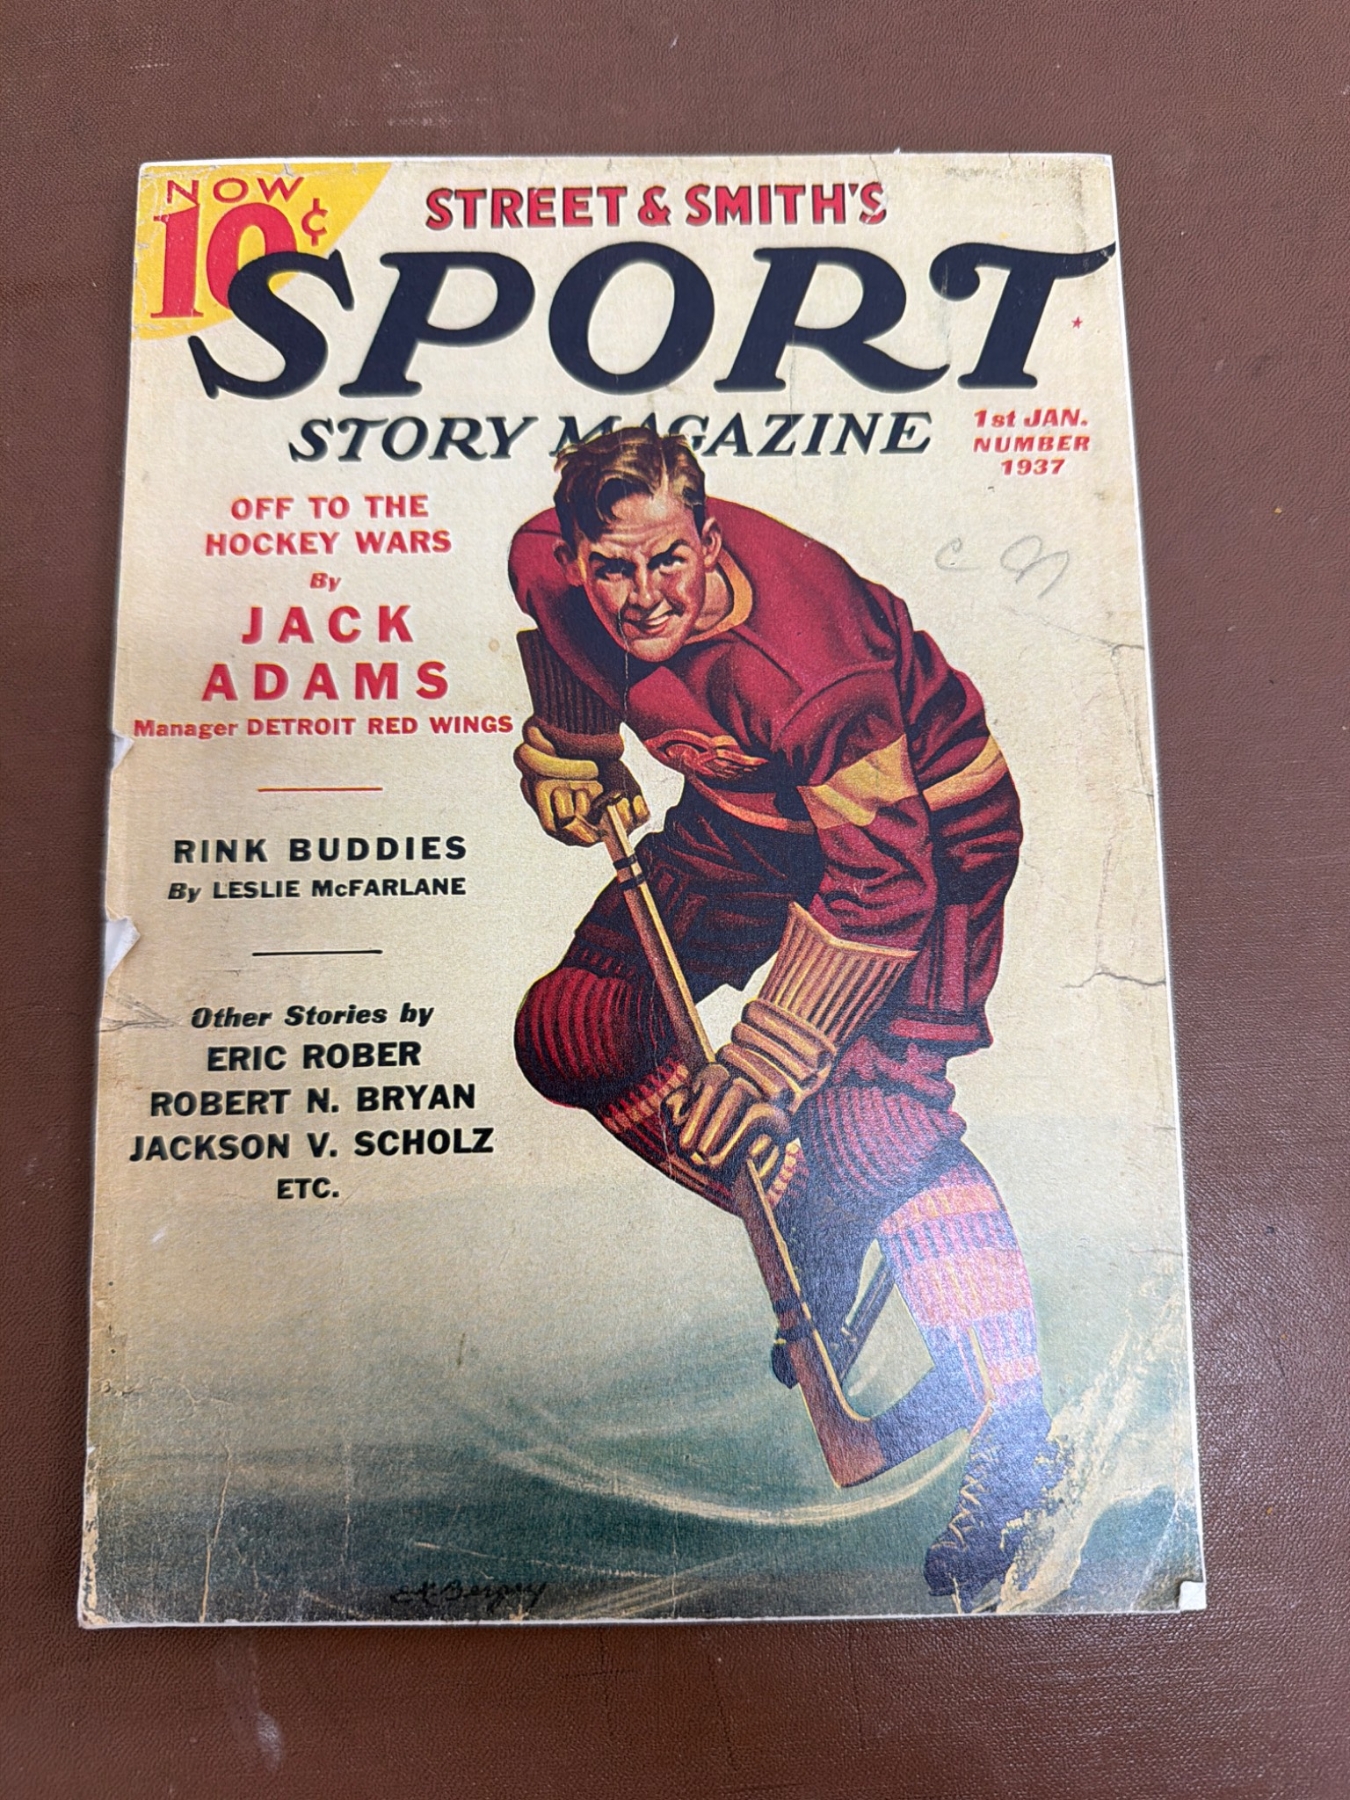 NOW
10¢
STREET & SMITH'S
SPORT
STORY MAGAZINE
1st JAN.
NUMBER
1937
OFF TO THE
HOCKEY WARS
By
JACK
ADAMS
Manager DETROIT RED WINGS
RINK BUDDIES
By LESLIE McFARLANE
Other Stories by
ERIC ROBER
ROBERT N. BRYAN
JACKSON V. SCHOLZ
ETC.